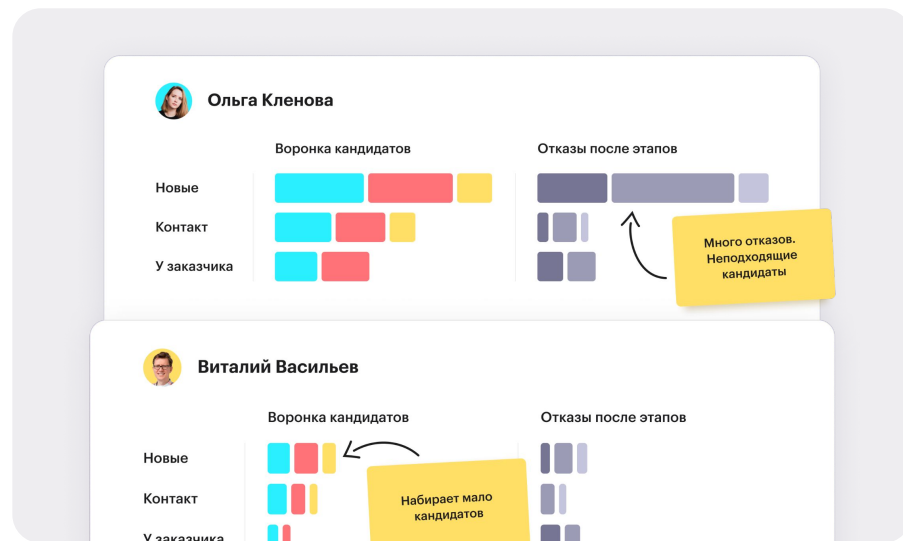 Ольга Кленова
Воронка кандидатов
Отказы после этапов
Новые
Контакт
У заказчика
Много отказов.
Неподходящие
кандидаты
Виталий Васильев
Воронка кандидатов
Отказы после этапов
Новые
Контакт
У заказчика
Набирает мало
кандидатов